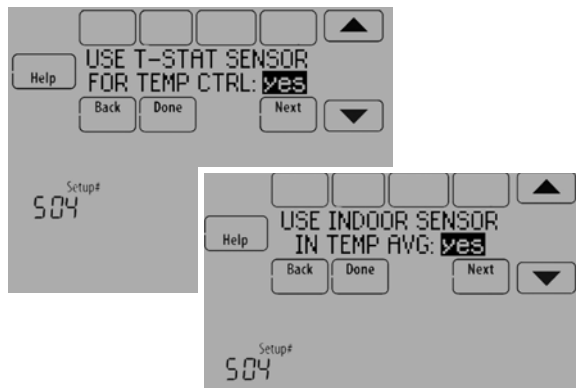 USE T-STAT SENSOR
FOR TEMP CTRL: yes
Help
Back Done Next
Setup#
504
USE INDOOR SENSOR
IN TEMP AVG: yes
Help
Back Done Next
Setup#
504